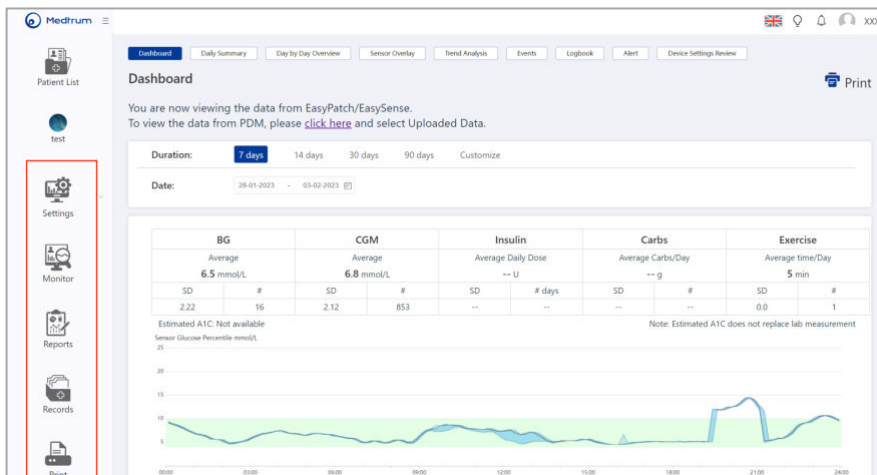 Medtrum
xxx
Patient List
test
Settings
Monitor
Reports
Records
Print
Dashboard Daily Summary Day by Day Overview Sensor Overlay Trend Analysis Events Logbook Alert Device Settings Review
Dashboard
Print
You are now viewing the data from EasyPatch/EasySense.
To view the data from PDM, please click here and select Uploaded Data.
Duration: 7 days 14 days 30 days 90 days Customize
Date: 28-01-2023 - 03-02-2023
BG CGM Insulin Carbs Exercise
Average Average Average Daily Dose Average Carbs/Day Average time/Day
6.5 mmol/L 6.8 mmol/L -- U -- g 5 min
SD # SD # SD # days SD # SD #
2.22 16 2.12 853 -- -- -- -- 0.0 1
Estimated A1C: Not available Note: Estimated A1C does not replace lab measurement
Sensor Glucose Percentile mmol/L
25
20
15
10
5
00:00 03:00 06:00 09:00 12:00 15:00 18:00 21:00 24:00